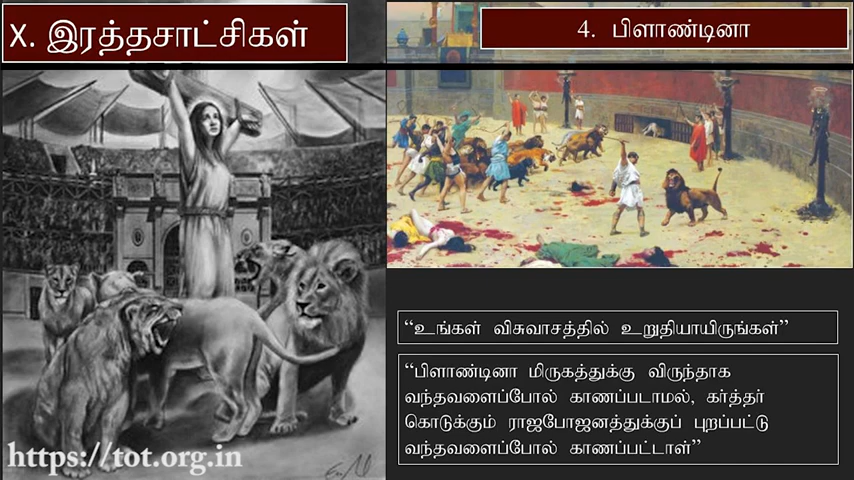 X. இரத்தசாட்சிகள்
4. பிளாண்டினா
“உங்கள் விசுவாசத்தில் உறுதியாயிருங்கள்”
“பிளாண்டினா மிருகத்துக்கு விருந்தாக
வந்தவளைப்போல் காணப்படாமல், கர்த்தர்
கொடுக்கும் ராஜபோஜனத்துக்குப் புறப்பட்டு
வந்தவளைப்போல் காணப்பட்டாள்”
https://tot.org.in